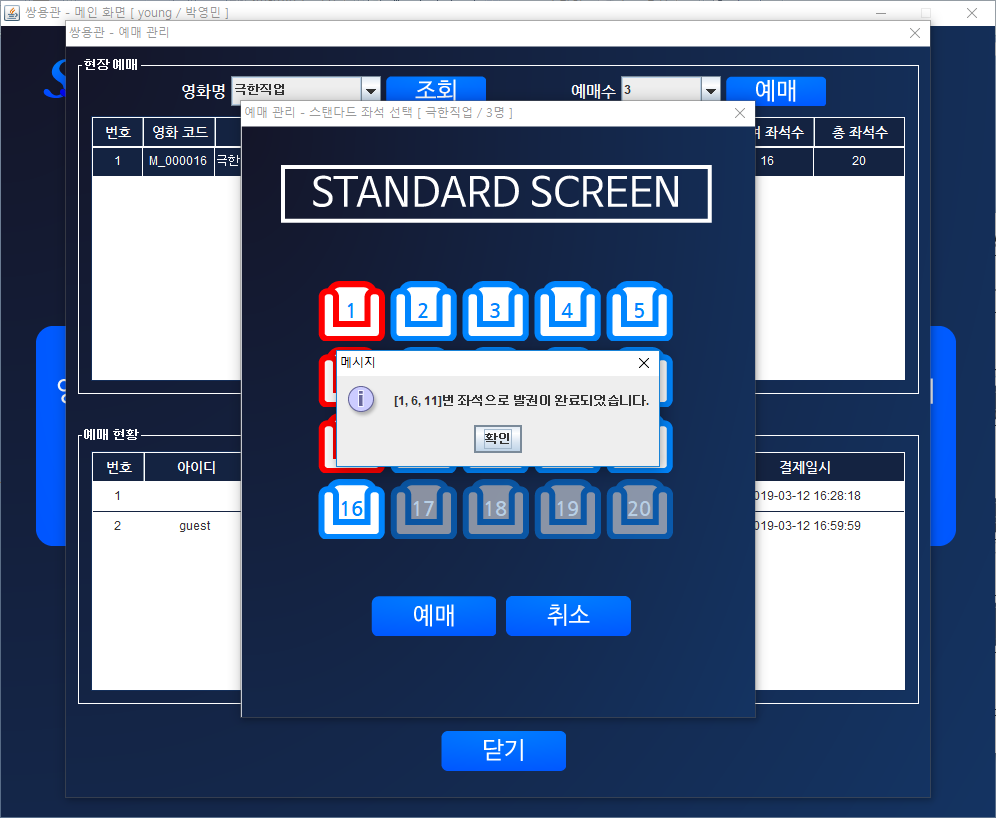 쌍용관 - 메인 화면 [ young / 박영민 ]
쌍용관 - 예매 관리
현장 예매
영화명 극한직업 조회 예매수 3 예매
예매 관리 - 스탠다드 좌석 선택 [ 극한직업 / 3명 ]
번호 영화 코드 좌석수 총 좌석수
1 M_000016 극한 16 20
STANDARD SCREEN
1 2 3 4 5
메시지
[1, 6, 11]번 좌석으로 발권이 완료되었습니다.
확인
예매 현황
번호 아이디 결제일시
1 019-03-12 16:28:18
2 guest 019-03-12 16:59:59
16 17 18 19 20
예매 취소
닫기